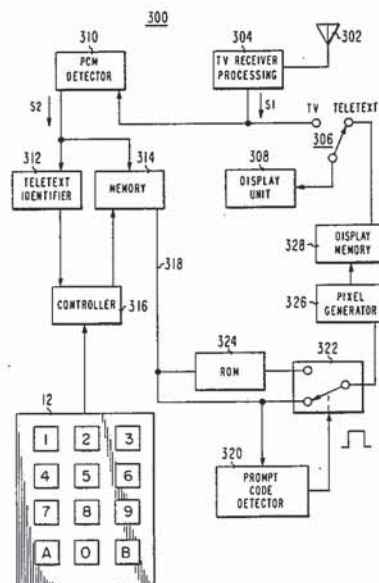 300
310
PCM
DETECTOR
304
TV RECEIVER
PROCESSING
302
S2
S1
TV
TELETEXT
306
312
TELETEXT
IDENTIFIER
314
MEMORY
308
DISPLAY
UNIT
318
328
DISPLAY
MEMORY
CONTROLLER
316
326
PIXEL
GENERATOR
324
ROM
322
12
1 2 3
4 5 6
7 8 9
A 0 B
320
PROMPT
CODE
DETECTOR